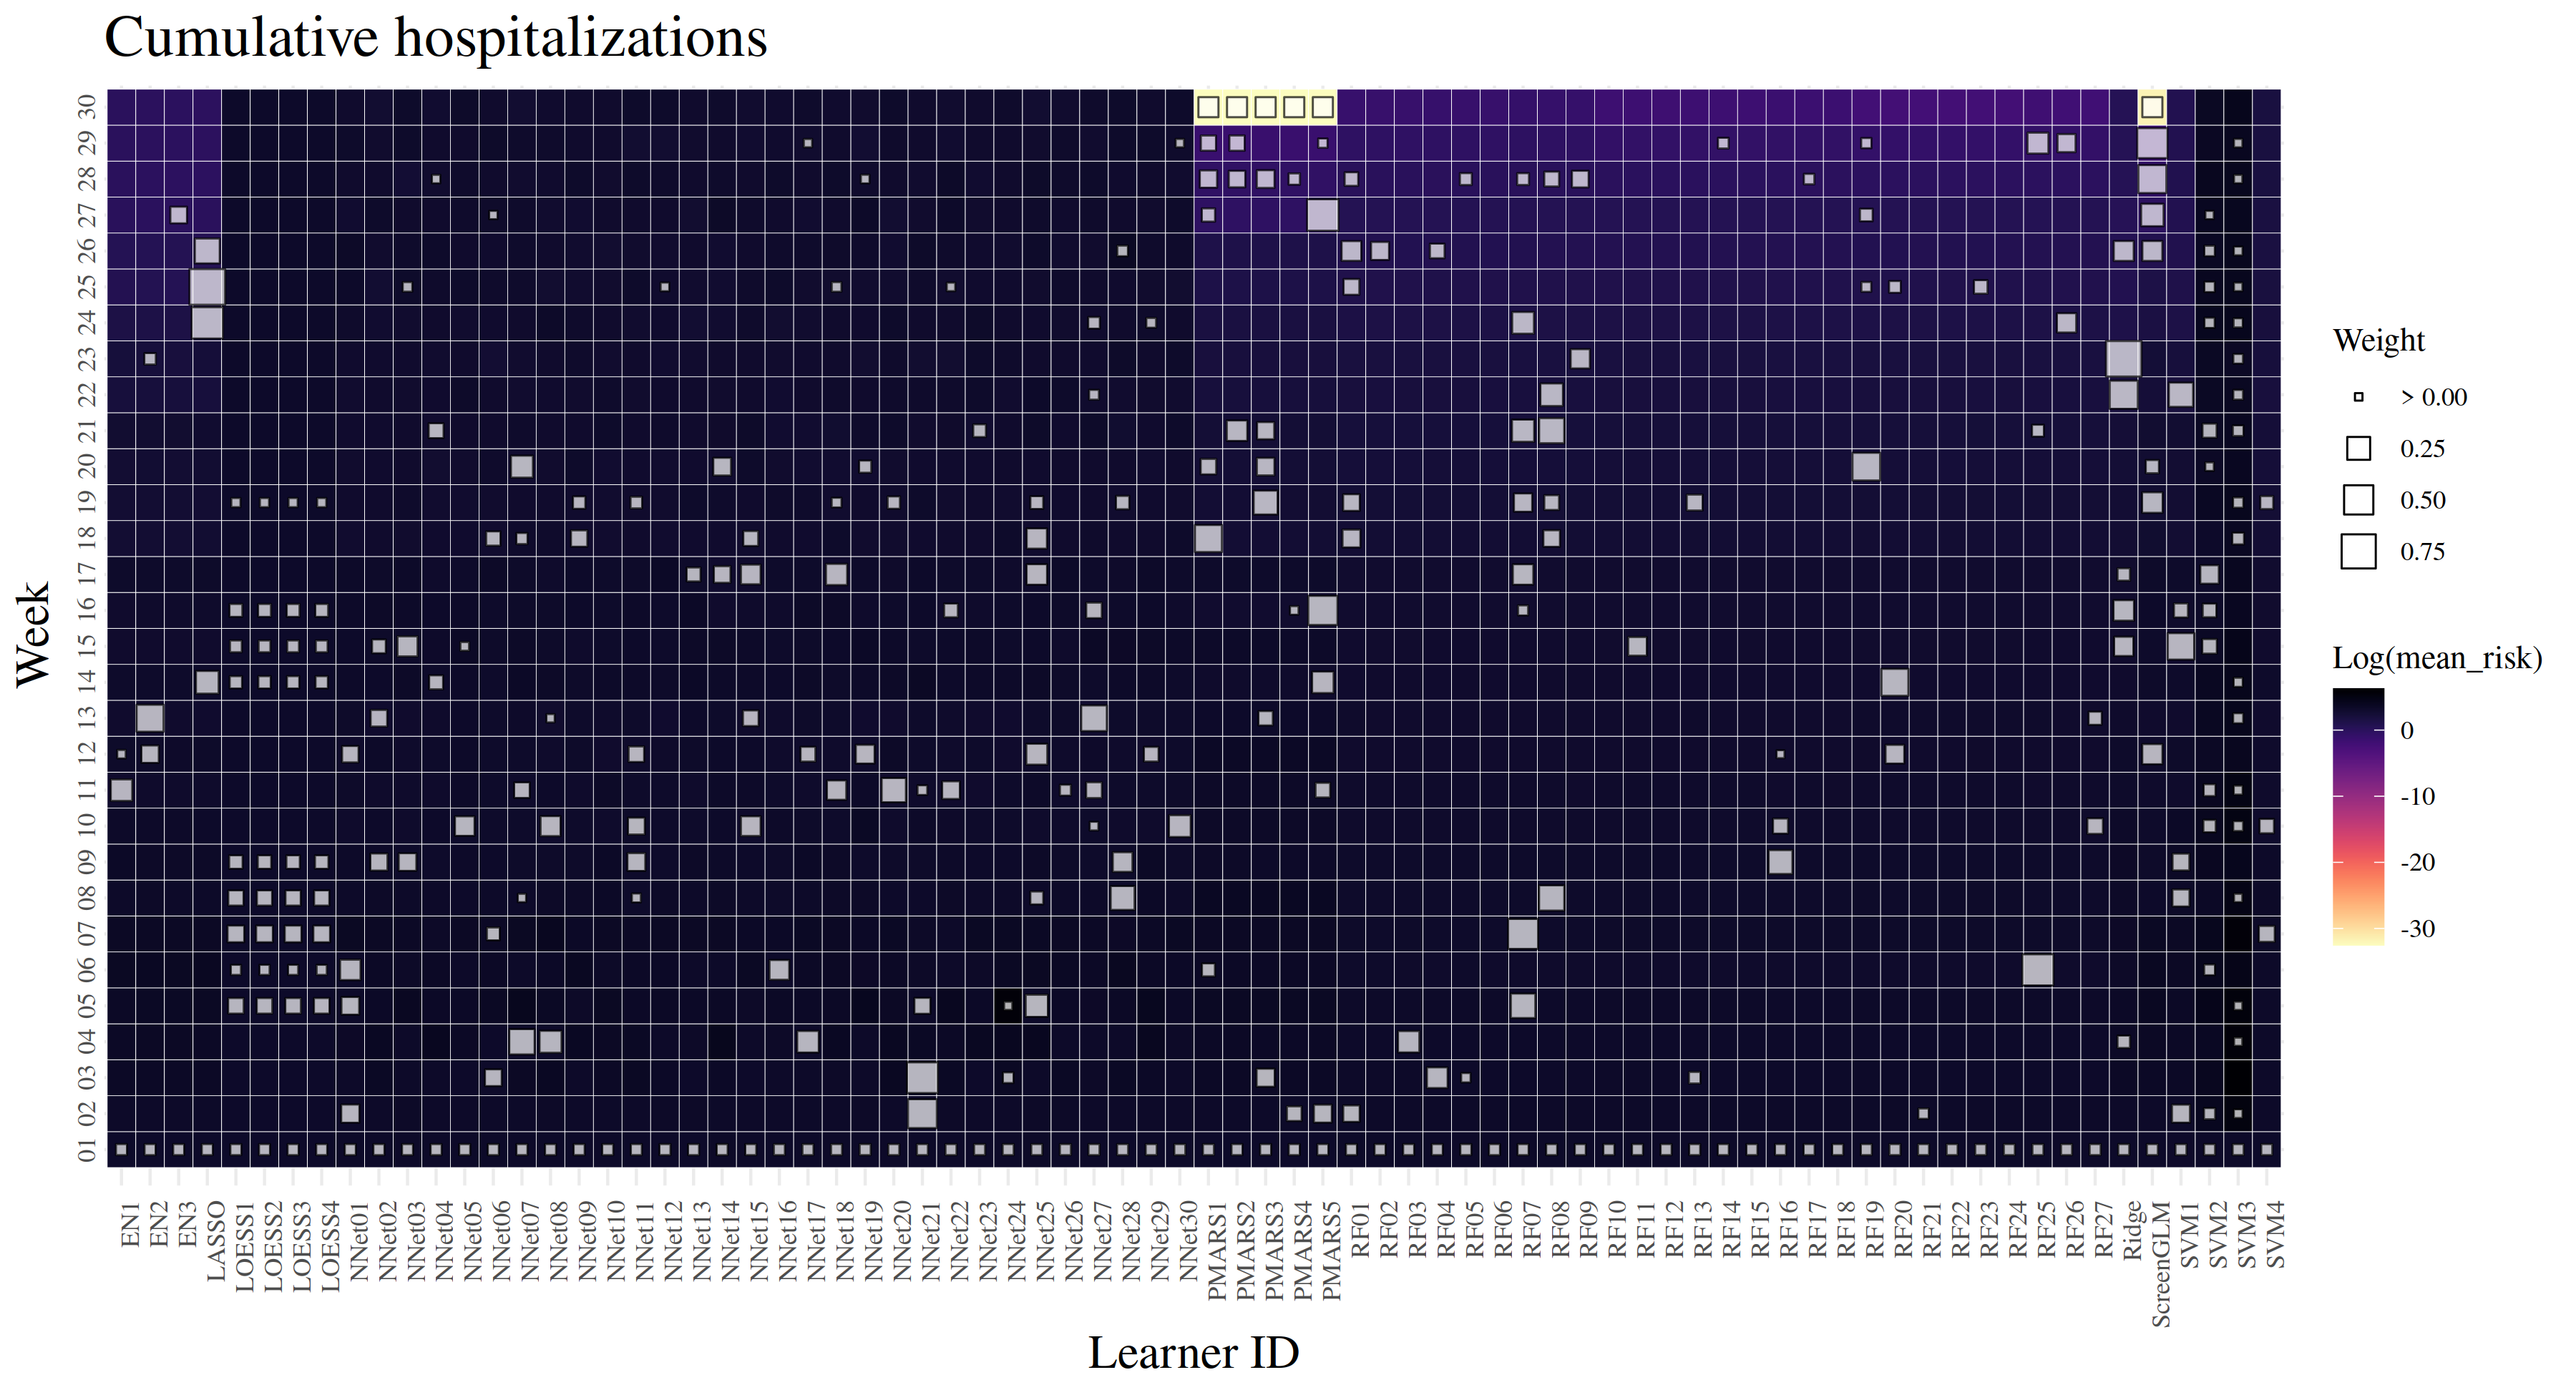 Cumulative hospitalizations
Week
30
29
28
27
26
25
24
23
22
21
20
19
18
17
16
15
14
13
12
11
10
09
08
07
06
05
04
03
02
01
EN1
EN2
EN3
LASSO
LOESS1
LOESS2
LOESS3
LOESS4
NNet01
NNet02
NNet03
NNet04
NNet05
NNet06
NNet07
NNet08
NNet09
NNet10
NNet11
NNet12
NNet13
NNet14
NNet15
NNet16
NNet17
NNet18
NNet19
NNet20
NNet21
NNet22
NNet23
NNet24
NNet25
NNet26
NNet27
NNet28
NNet29
NNet30
PMARS1
PMARS2
PMARS3
PMARS4
PMARS5
RF01
RF02
RF03
RF04
RF05
RF06
RF07
RF08
RF09
RF10
RF11
RF12
RF13
RF14
RF15
RF16
RF17
RF18
RF19
RF20
RF21
RF22
RF23
RF24
RF25
RF26
RF27
Ridge
ScreenGLM
SVM1
SVM2
SVM3
SVM4
Learner ID
Weight
> 0.00
0.25
0.50
0.75
Log(mean_risk)
0
-10
-20
-30